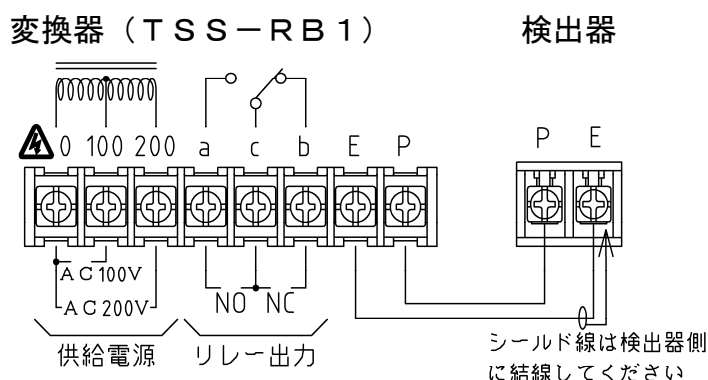 変換器（ＴＳＳ－ＲＢ１） 検出器
0 100 200 a c b E P
P E
AC100V
AC200V
NO NC
供給電源 リレー出力
シールド線は検出器側
に結線してください